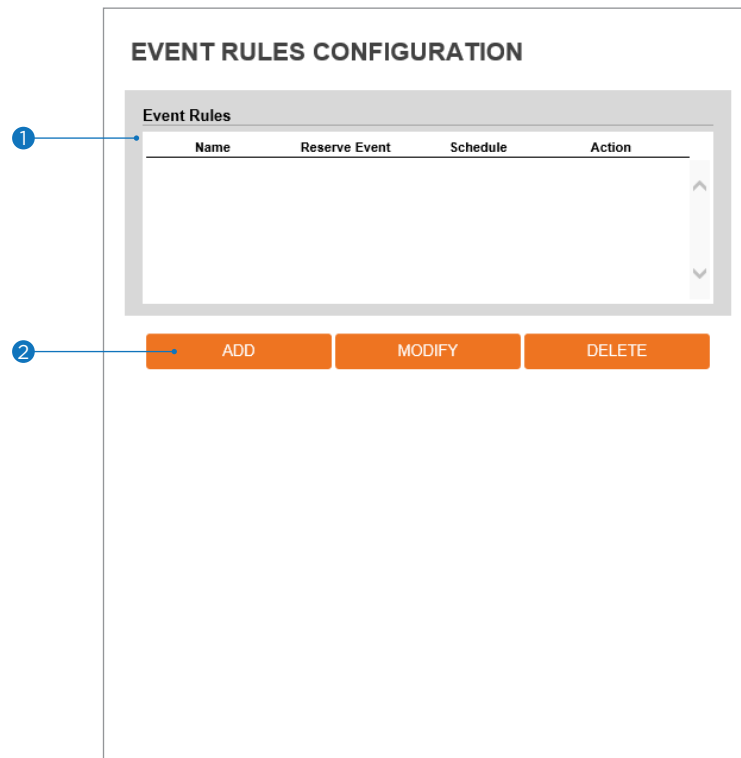 EVENT RULES CONFIGURATION
Event Rules
1
Name Reserve Event Schedule Action
2
ADD MODIFY DELETE